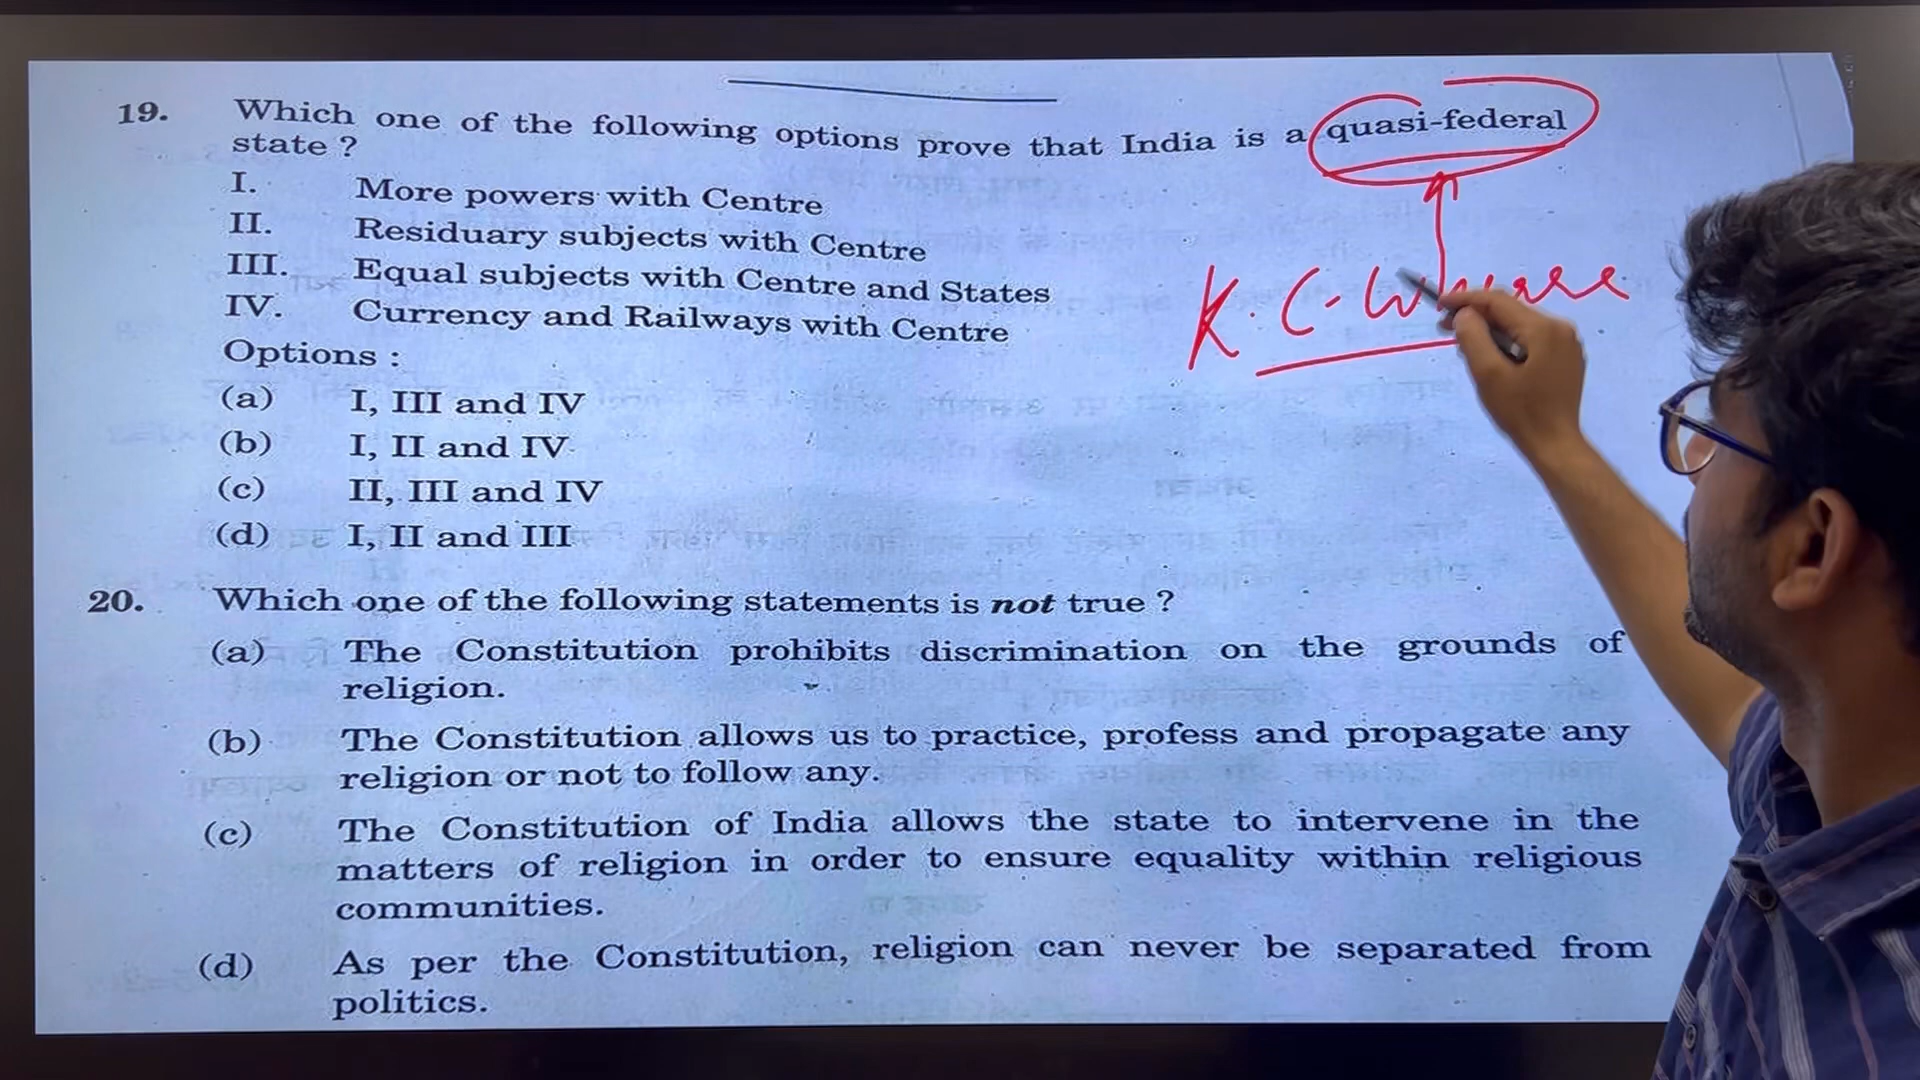 19. Which one of the following options prove that India is a quasi-federal
state ?
I. More powers with Centre
II. Residuary subjects with Centre
III. Equal subjects with Centre and States
IV. Currency and Railways with Centre
K. C.
Options :
(a) I, III and IV
(b) I, II and IV
(c) II, III and IV
(d) I, II and III
20. Which one of the following statements is not true ?
(a) The Constitution prohibits discrimination on the grounds of
religion.
(b) The Constitution allows us to practice, profess and propagate any
religion or not to follow any.
(c) The Constitution of India allows the state to intervene in the
matters of religion in order to ensure equality within religious
communities.
(d) As per the Constitution, religion can never be separated from
politics.